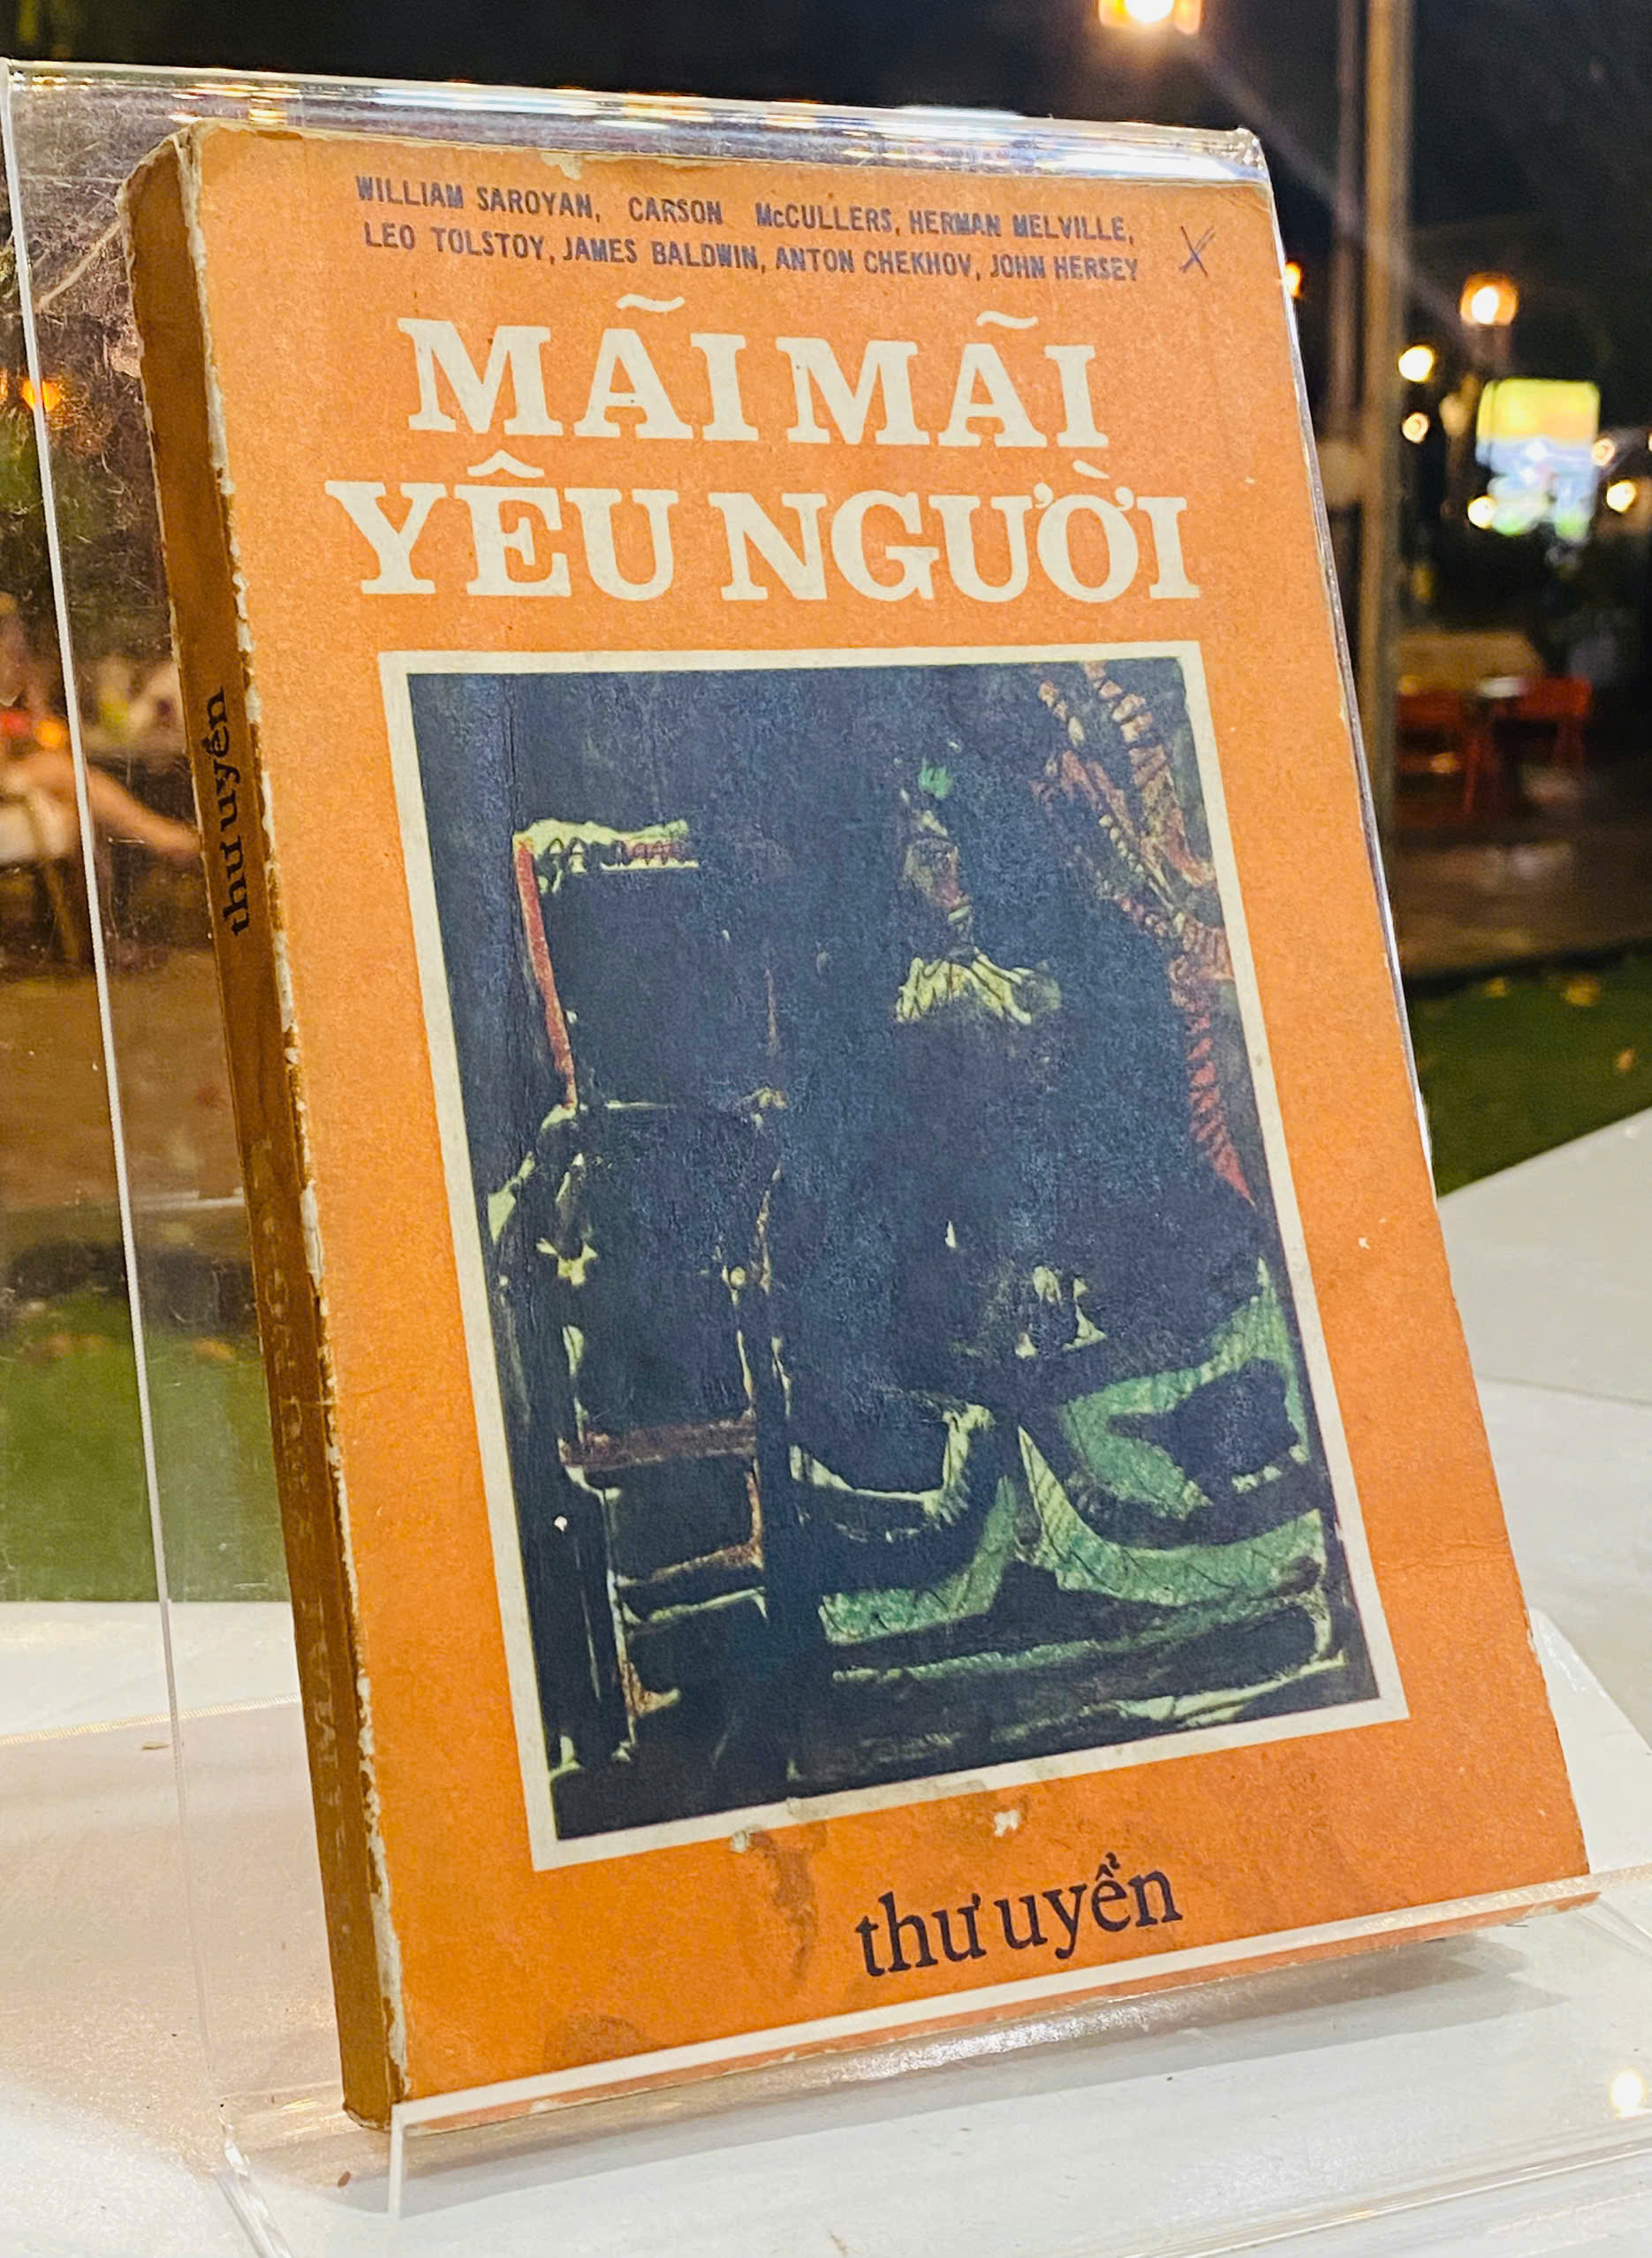 WILLIAM SAROYAN, CARSON McCULLERS, HERMAN MELVILLE,
LEO TOLSTOY, JAMES BALDWIN, ANTON CHEKHOV, JOHN HERSEY
MÃI MÃI
YÊU NGƯỜI
thư uyển
thư uyển